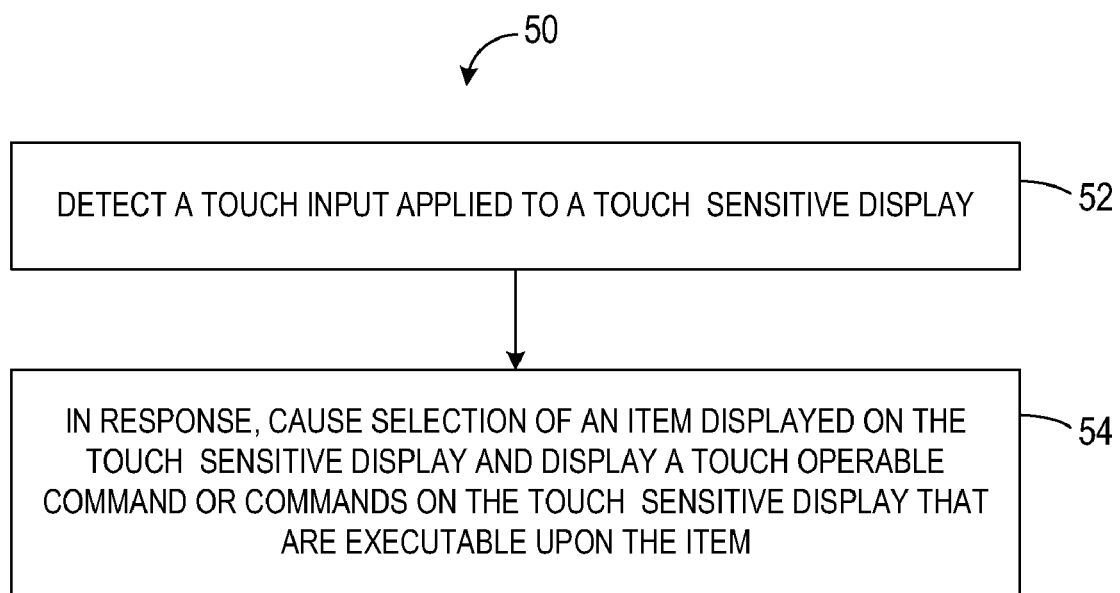 50
DETECT A TOUCH INPUT APPLIED TO A TOUCH SENSITIVE DISPLAY
52
IN RESPONSE, CAUSE SELECTION OF AN ITEM DISPLAYED ON THE
TOUCH SENSITIVE DISPLAY AND DISPLAY A TOUCH OPERABLE
COMMAND OR COMMANDS ON THE TOUCH SENSITIVE DISPLAY THAT
ARE EXECUTABLE UPON THE ITEM
54